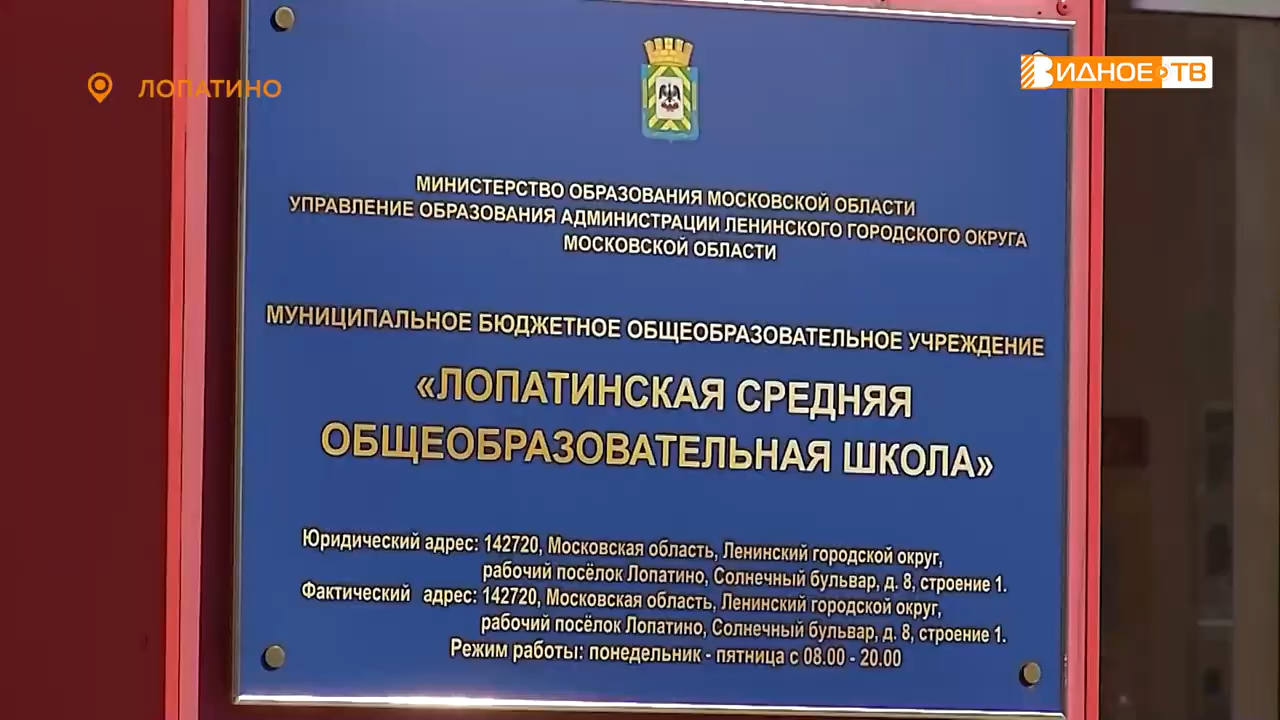 ЛОПАТИНО
ВИДНОЕ ТВ
МИНИСТЕРСТВО ОБРАЗОВАНИЯ МОСКОВСКОЙ ОБЛАСТИ
УПРАВЛЕНИЕ ОБРАЗОВАНИЯ АДМИНИСТРАЦИИ ЛЕНИНСКОГО ГОРОДСКОГО ОКРУГА
МОСКОВСКОЙ ОБЛАСТИ
МУНИЦИПАЛЬНОЕ БЮДЖЕТНОЕ ОБЩЕОБРАЗОВАТЕЛЬНОЕ УЧРЕЖДЕНИЕ
«ЛОПАТИНСКАЯ СРЕДНЯЯ
ОБЩЕОБРАЗОВАТЕЛЬНАЯ ШКОЛА»
Юридический адрес: 142720, Московская область, Ленинский городской округ,
рабочий посёлок Лопатино, Солнечный бульвар, д. 8, строение 1.
Фактический адрес: 142720, Московская область, Ленинский городской округ,
рабочий посёлок Лопатино, Солнечный бульвар, д. 8, строение 1.
Режим работы: понедельник - пятница с 08.00 - 20.00